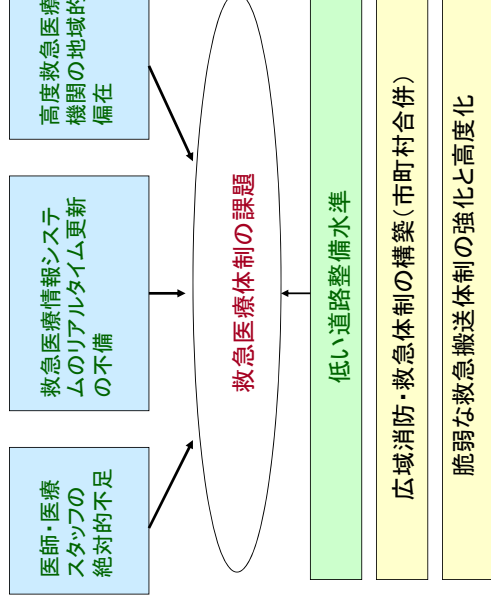 医師・医療
スタッフの
絶対的不足
救急医療情報システ
ムのリアルタイム更新
の不備
高度救急医療
機関の地域的
偏在
救急医療体制の課題
低い道路整備水準
広域消防・救急体制の構築（市町村合併）
脆弱な救急搬送体制の強化と高度化